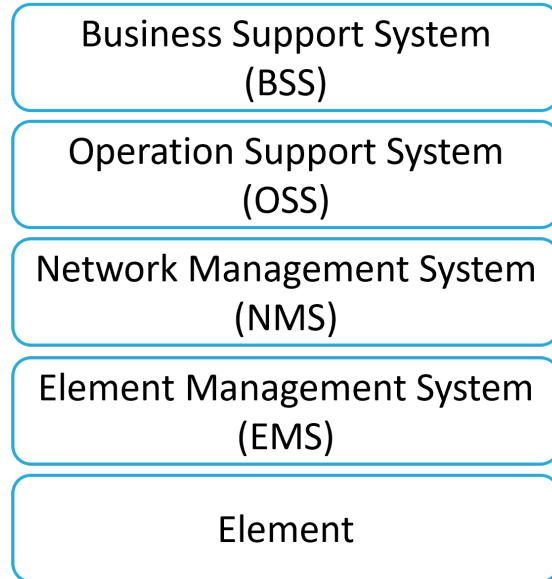 Business Support System
(BSS)
Operation Support System
(OSS)
Network Management System
(NMS)
Element Management System
(EMS)
Element